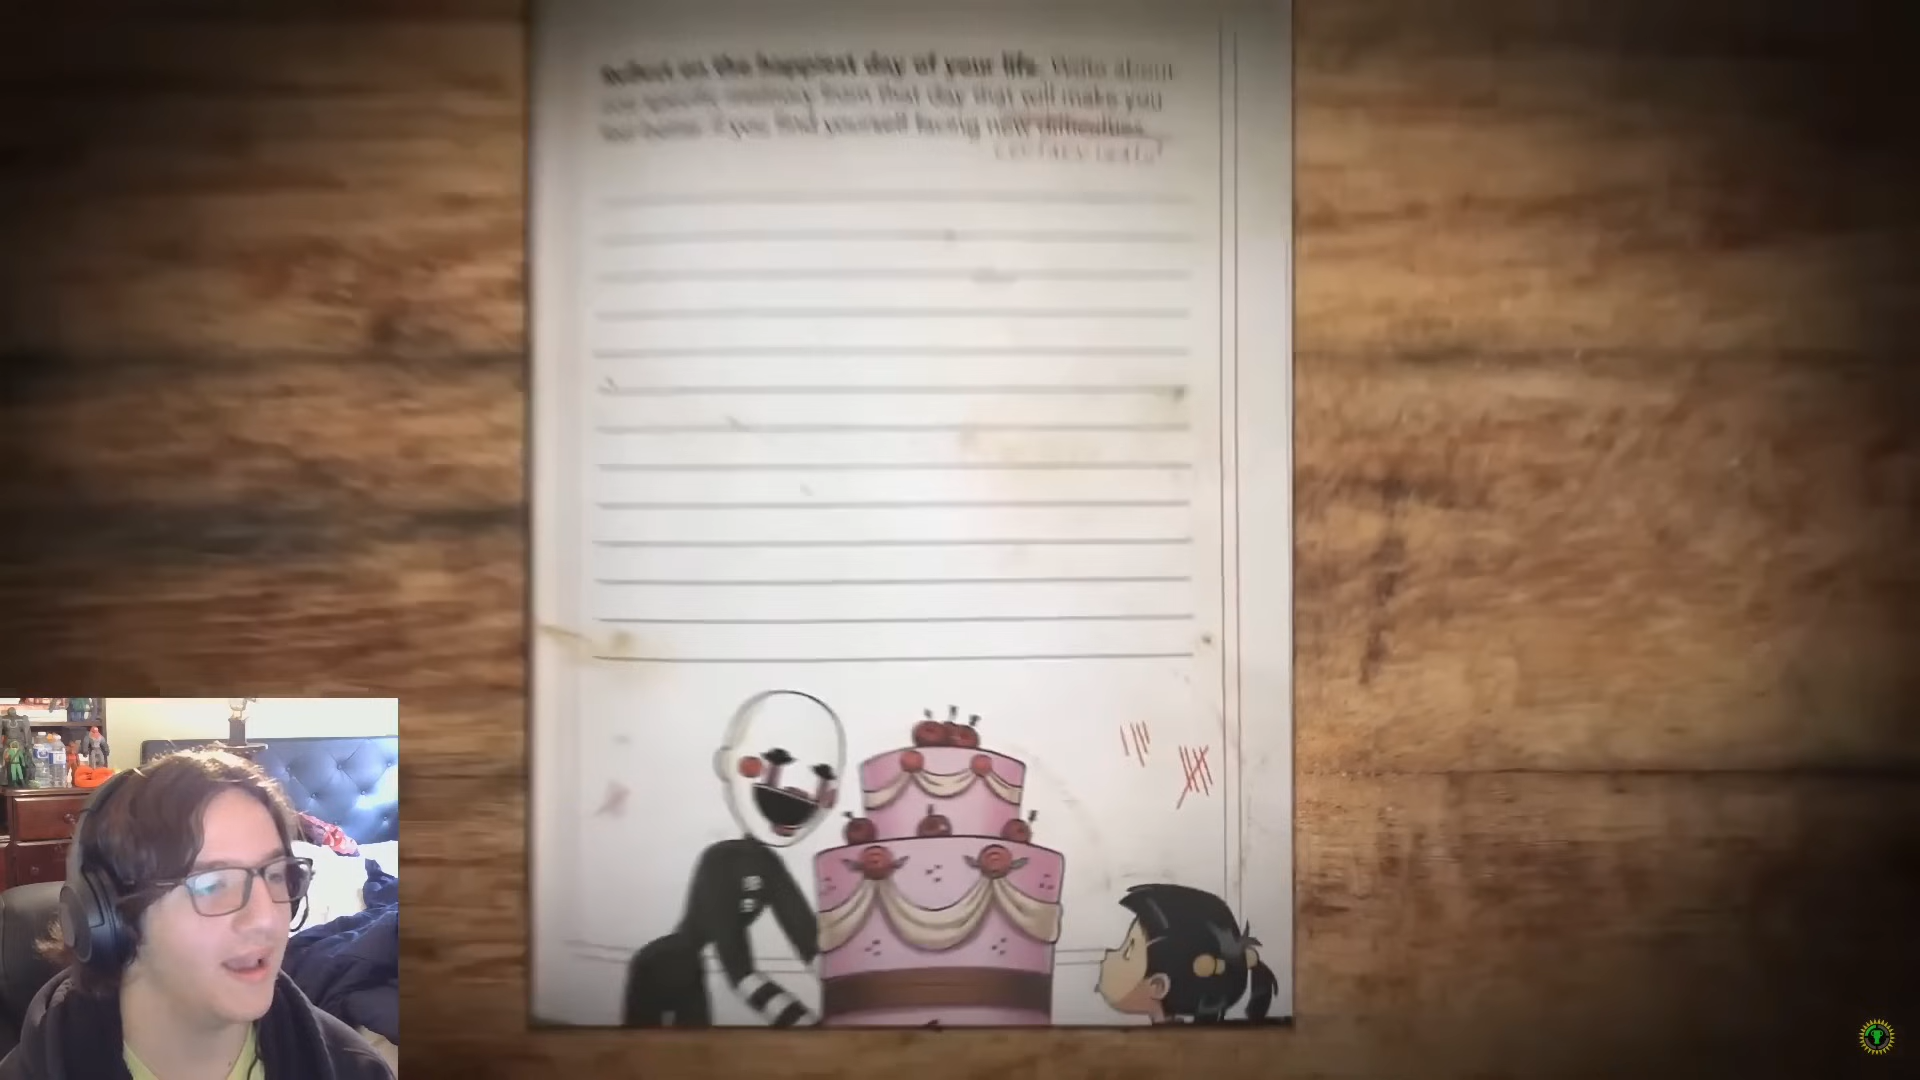 Reflect on the happiest day of your life. Write about
one specific memory from that day that will make you
feel better if you find yourself facing new difficulties.